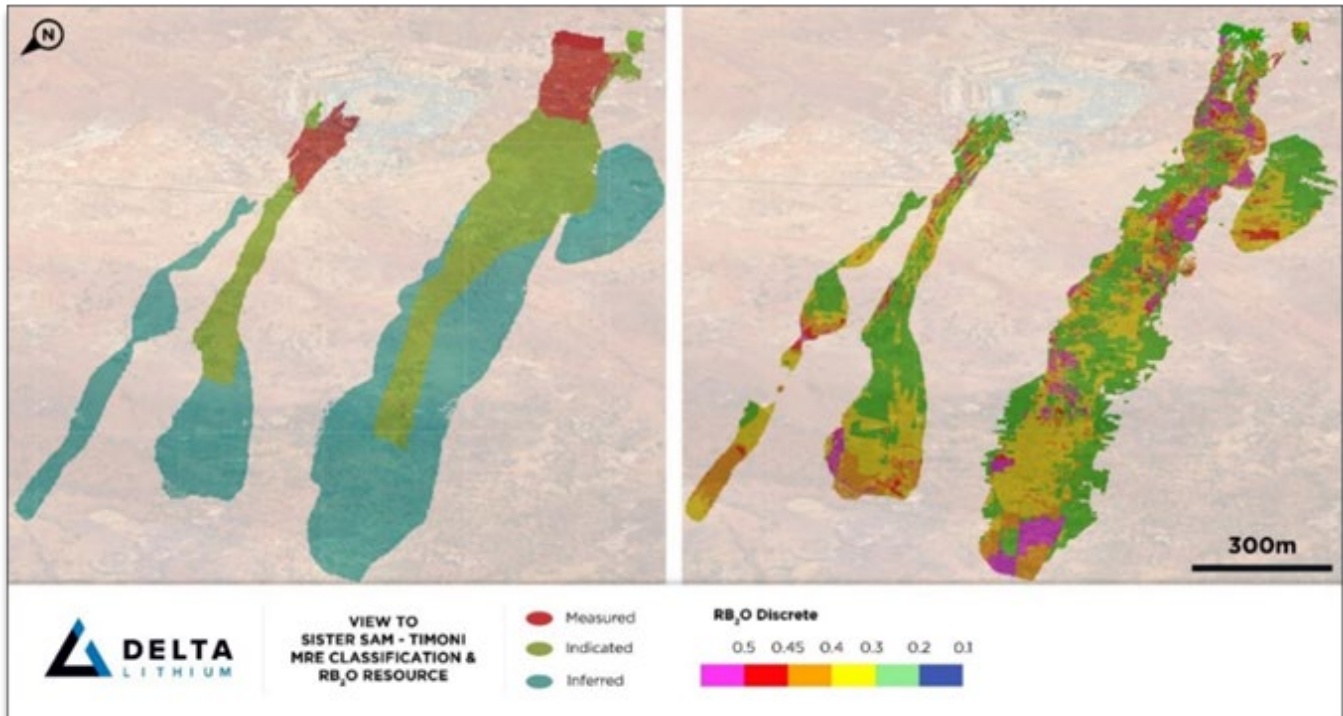 N
300m
DELTA
LITHIUM
VIEW TO
SISTER SAM - TIMONI
MRE CLASSIFICATION &
RB₂O RESOURCE
Measured
Indicated
Inferred
RB₂O Discrete
0.5 0.45 0.4 0.3 0.2 0.1